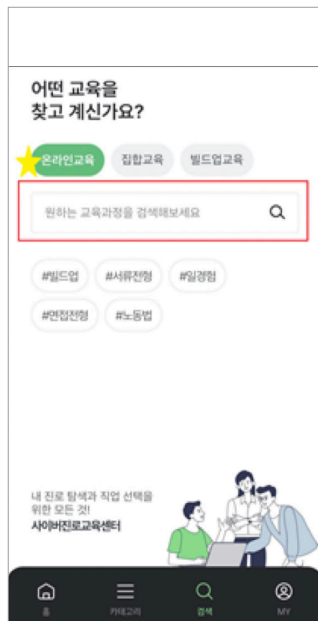 어떤 교육을
찾고 계신가요?
온라인교육 집합교육 빌드업교육
원하는 교육과정을 검색해보세요
#빌드업 #서류전형 #일경험
#면접전형 #노동법
내 진로 탐색과 직업 선택을
위한 모든 것!
사이버진로교육센터
홈 카테고리 검색 MY